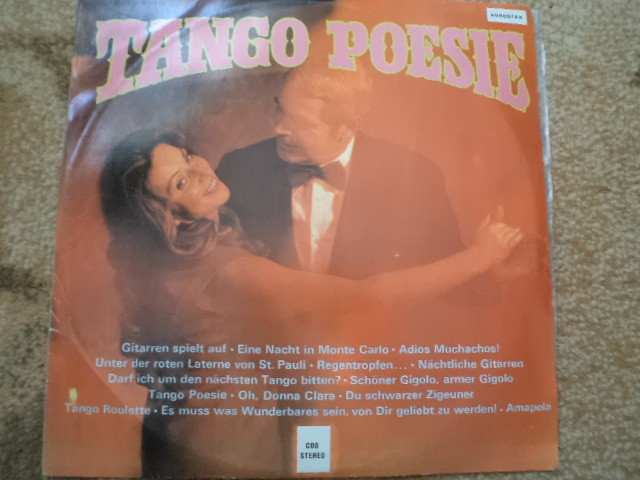 TANGO POESIE
sonostar
Gitarren spielt auf • Eine Nacht in Monte Carlo • Adios Muchachos!
Unter der roten Laterne von St. Pauli • Regentropfen... • Nächtliche Gitarren
Darf ich um den nächsten Tango bitten? • Schöner Gigolo, armer Gigolo
Tango Poesie • Oh, Donna Clara • Du schwarzer Zigeuner
Tango Roulette • Es muss was Wunderbares sein, von Dir geliebt zu werden! • Amapola
CDS
STEREO